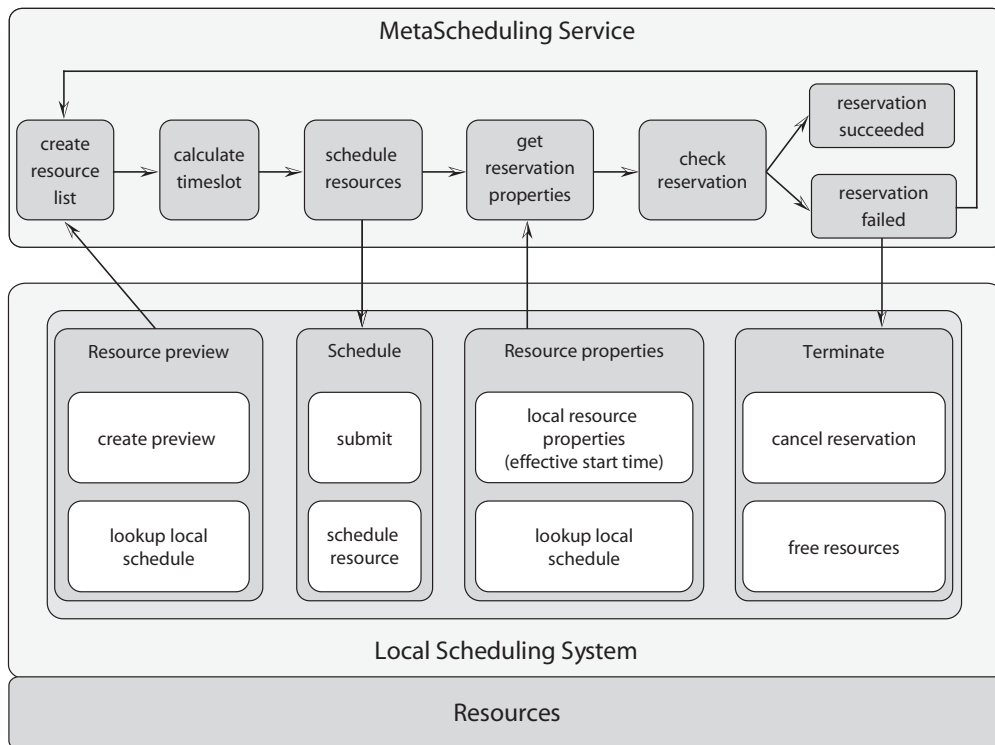 MetaScheduling Service
create
resource
list
calculate
timeslot
schedule
resources
get
reservation
properties
check
reservation
reservation
succeeded
reservation
failed
Resource preview
create preview
lookup local
schedule
Schedule
submit
schedule
resource
Resource properties
local resource
properties
(effective start time)
lookup local
schedule
Terminate
cancel reservation
free resources
Local Scheduling System
Resources